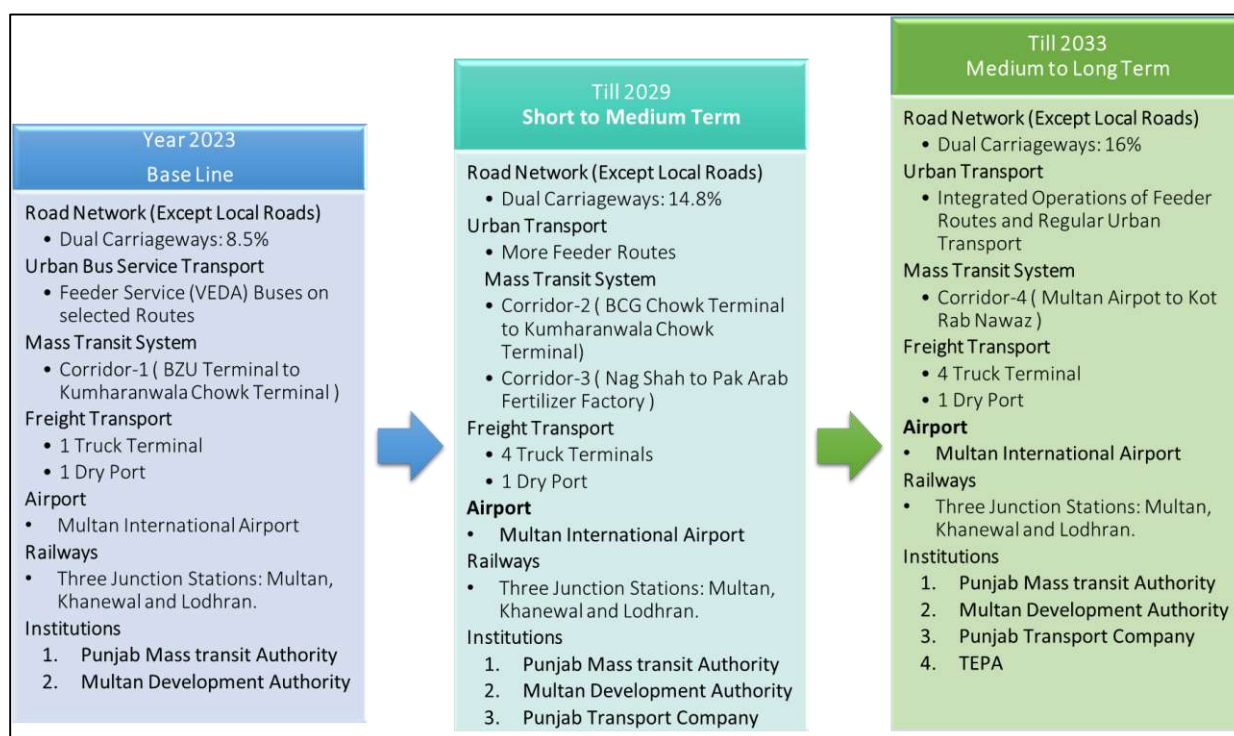 Year 2023
Base Line
Road Network (Except Local Roads)
• Dual Carriageways: 8.5%
Urban Bus Service Transport
• Feeder Service (VEDA) Buses on
selected Routes
Mass Transit System
• Corridor-1 ( BZU Terminal to
Kumharanwala Chowk Terminal )
Freight Transport
• 1 Truck Terminal
• 1 Dry Port
Airport
• Multan International Airport
Railways
• Three Junction Stations: Multan,
Khanewal and Lodhran.
Institutions
1. Punjab Mass transit Authority
2. Multan Development Authority
Till 2029
Short to Medium Term
Road Network (Except Local Roads)
• Dual Carriageways: 14.8%
Urban Transport
• More Feeder Routes
Mass Transit System
• Corridor-2 ( BCG Chowk Terminal
to Kumharanwala Chowk
Terminal)
• Corridor-3 ( Nag Shah to Pak Arab
Fertilizer Factory )
Freight Transport
• 4 Truck Terminals
• 1 Dry Port
Airport
• Multan International Airport
Railways
• Three Junction Stations: Multan,
Khanewal and Lodhran.
Institutions
1. Punjab Mass transit Authority
2. Multan Development Authority
3. Punjab Transport Company
Till 2033
Medium to Long Term
Road Network (Except Local Roads)
• Dual Carriageways: 16%
Urban Transport
• Integrated Operations of Feeder
Routes and Regular Urban
Transport
Mass Transit System
• Corridor-4 ( Multan Airpot to Kot
Rab Nawaz )
Freight Transport
• 4 Truck Terminal
• 1 Dry Port
Airport
• Multan International Airport
Railways
• Three Junction Stations: Multan,
Khanewal and Lodhran.
Institutions
1. Punjab Mass transit Authority
2. Multan Development Authority
3. Punjab Transport Company
4. TEPA